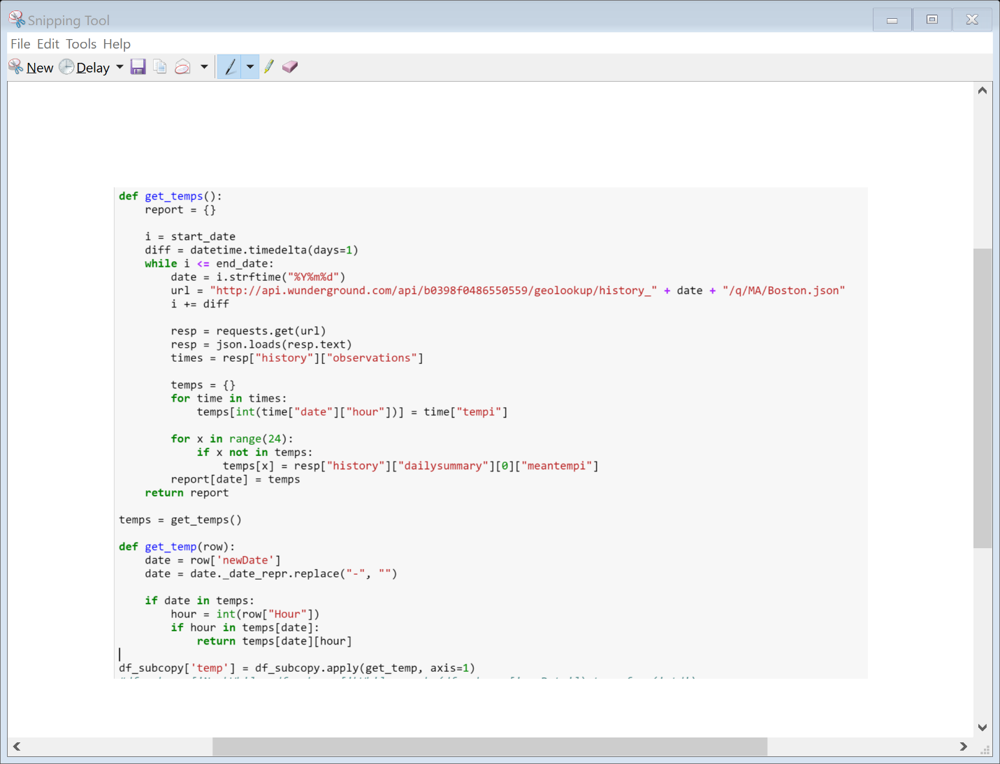 Snipping Tool
File Edit Tools Help
New Delay
def get_temps():
    report = {}
    i = start_date
    diff = datetime.timedelta(days=1)
    while i <= end_date:
        date = i.strftime("%Y%m%d")
        url = "http://api.wunderground.com/api/b0398f0486550559/geolookup/history_" + date + "/q/MA/Boston.json"
        i += diff
        resp = requests.get(url)
        resp = json.loads(resp.text)
        times = resp["history"]["observations"]
        temps = {}
        for time in times:
            temps[int(time["date"]["hour"])] = time["tempi"]
        for x in range(24):
            if x not in temps:
                temps[x] = resp["history"]["dailysummary"][0]["meantempi"]
        report[date] = temps
    return report
temps = get_temps()
def get_temp(row):
    date = row['newDate']
    date = date._date_repr.replace("-", "")
    if date in temps:
        hour = int(row["Hour"])
        if hour in temps[date]:
            return temps[date][hour]
df_subcopy['temp'] = df_subcopy.apply(get_temp, axis=1)